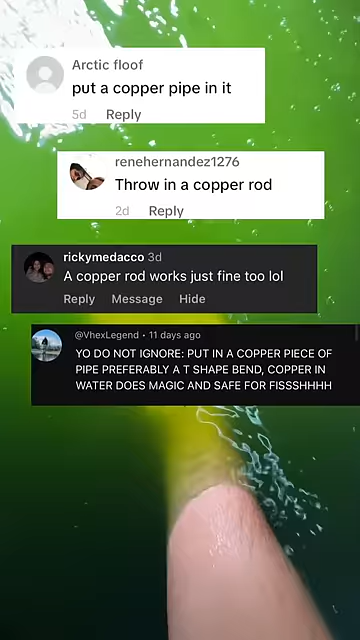 Arctic floof
put a copper pipe in it
5d Reply
renehernandez1276
Throw in a copper rod
2d Reply
rickymedacco 3d
A copper rod works just fine too lol
Reply Message Hide
@VhexLegend • 11 days ago
YO DO NOT IGNORE: PUT IN A COPPER PIECE OF
PIPE PREFERABLY A T SHAPE BEND, COPPER IN
WATER DOES MAGIC AND SAFE FOR FISSSHHHH